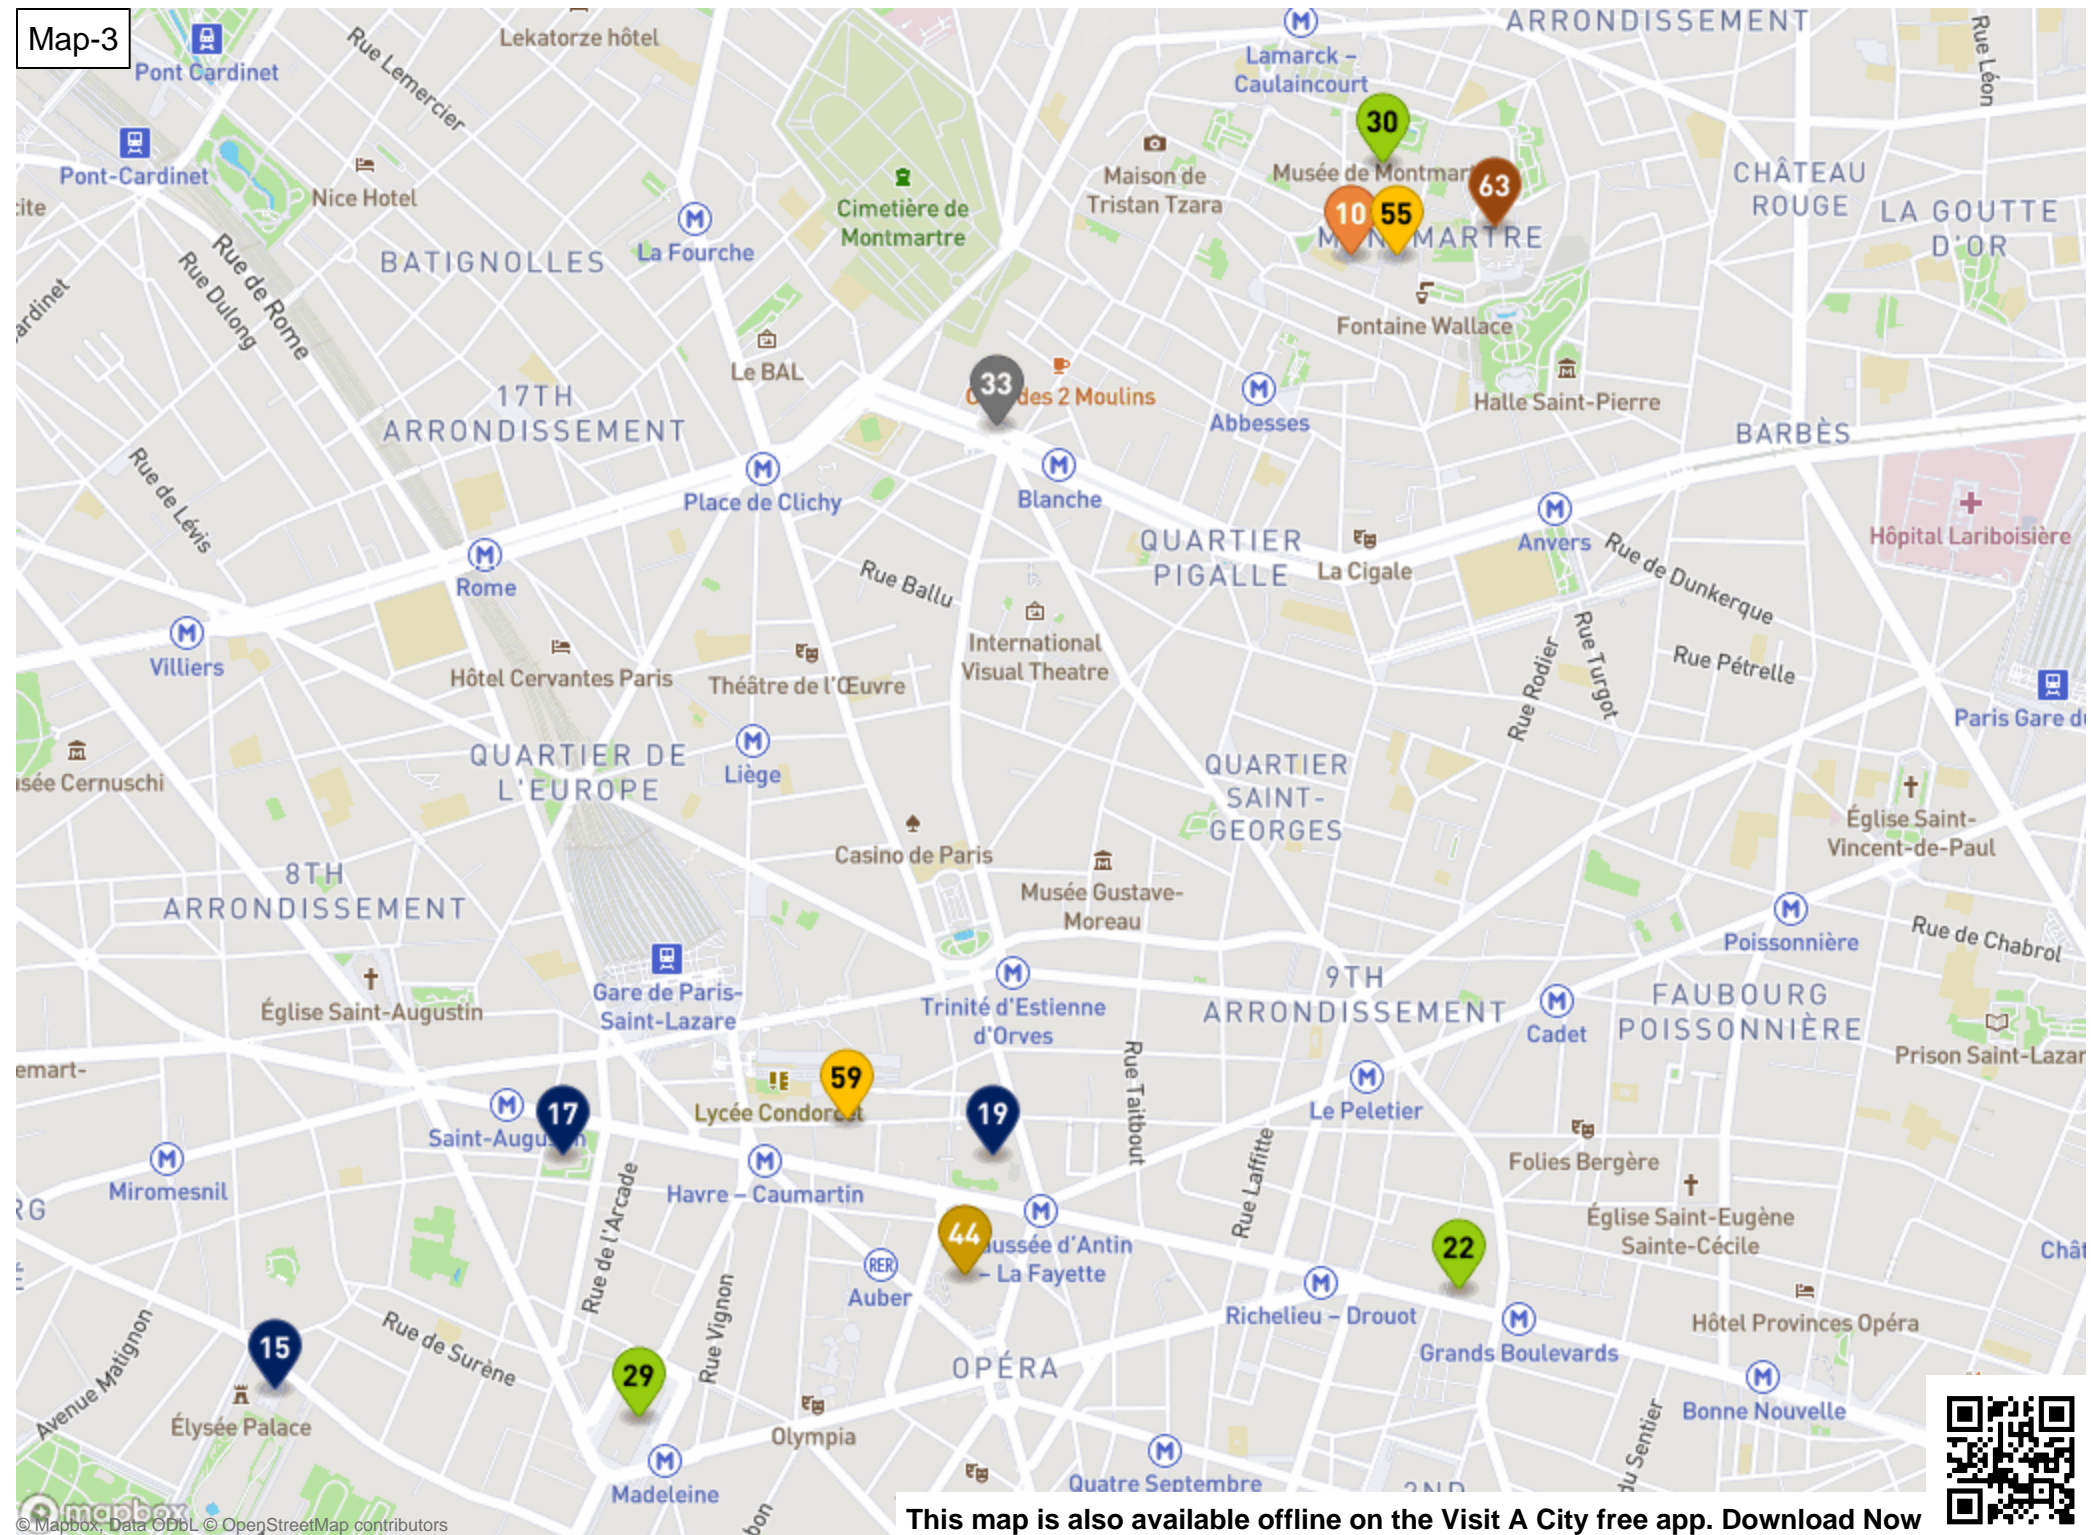 Map-3
Pont Cardinet
Rue Lemercier
Lekatorze hôtel
Lamarck –
Caulaincourt
ARRONDISSEMENT
Rue Léon
Pont-Cardinet
Nice Hotel
Cimetière de
Montmartre
Maison de
Tristan Tzara
30
63
10
55
CHÂTEAU
ROUGE
LA GOUTTE
D'OR
La Fourche
BATIGNOLLES
Rue de Rome
Rue Dulong
Fontaine Wallace
Le BAL
33
des 2 Moulins
Abbesses
Halle Saint-Pierre
17TH
ARRONDISSEMENT
BARBÈS
Rue de Lévis
Place de Clichy
Blanche
QUARTIER
PIGALLE
La Cigale
Anvers
Rue de Dunkerque
Hôpital Lariboisière
Rome
Rue Ballu
International
Visual Theatre
Villiers
Hôtel Cervantes Paris
Théâtre de l'Œuvre
Rue Rodier
Rue Turgot
Rue Pétrelle
Paris Gare
QUARTIER DE
L'EUROPE
Liège
QUARTIER
SAINT-
GEORGES
Cernuschi
Casino de Paris
Musée Gustave-
Moreau
Église Saint-
Vincent-de-Paul
8TH
ARRONDISSEMENT
Poissonnière
Rue de Chabrol
Église Saint-Augustin
Gare de Paris-
Saint-Lazare
Trinité d'Estienne
d'Orves
9TH
ARRONDISSEMENT
Cadet
FAUBOURG
POISSONNIÈRE
Prison Saint-Lazar
emart-
59
Lycée
17
19
Rue Taitbout
Le Peletier
Miromesnil
Rue de l'Arcade
Havre – Caumartin
Rue Laffitte
Folies Bergère
Église Saint-Eugène
Sainte-Cécile
44
aussée d'Antin
– La Fayette
22
RER
Auber
Richelieu – Drouot
Grands Boulevards
Hôtel Provinces Opéra
Avenue Matignon
15
Rue de Surène
Rue Vignon
29
OPÉRA
Élysée Palace
Olympia
Bonne Nouvelle
du Sentier
Madeleine
Quatre Septembre
mapbox
© Mapbox, Data ODbL © OpenStreetMap contributors
This map is also available offline on the Visit A City free app. Download Now